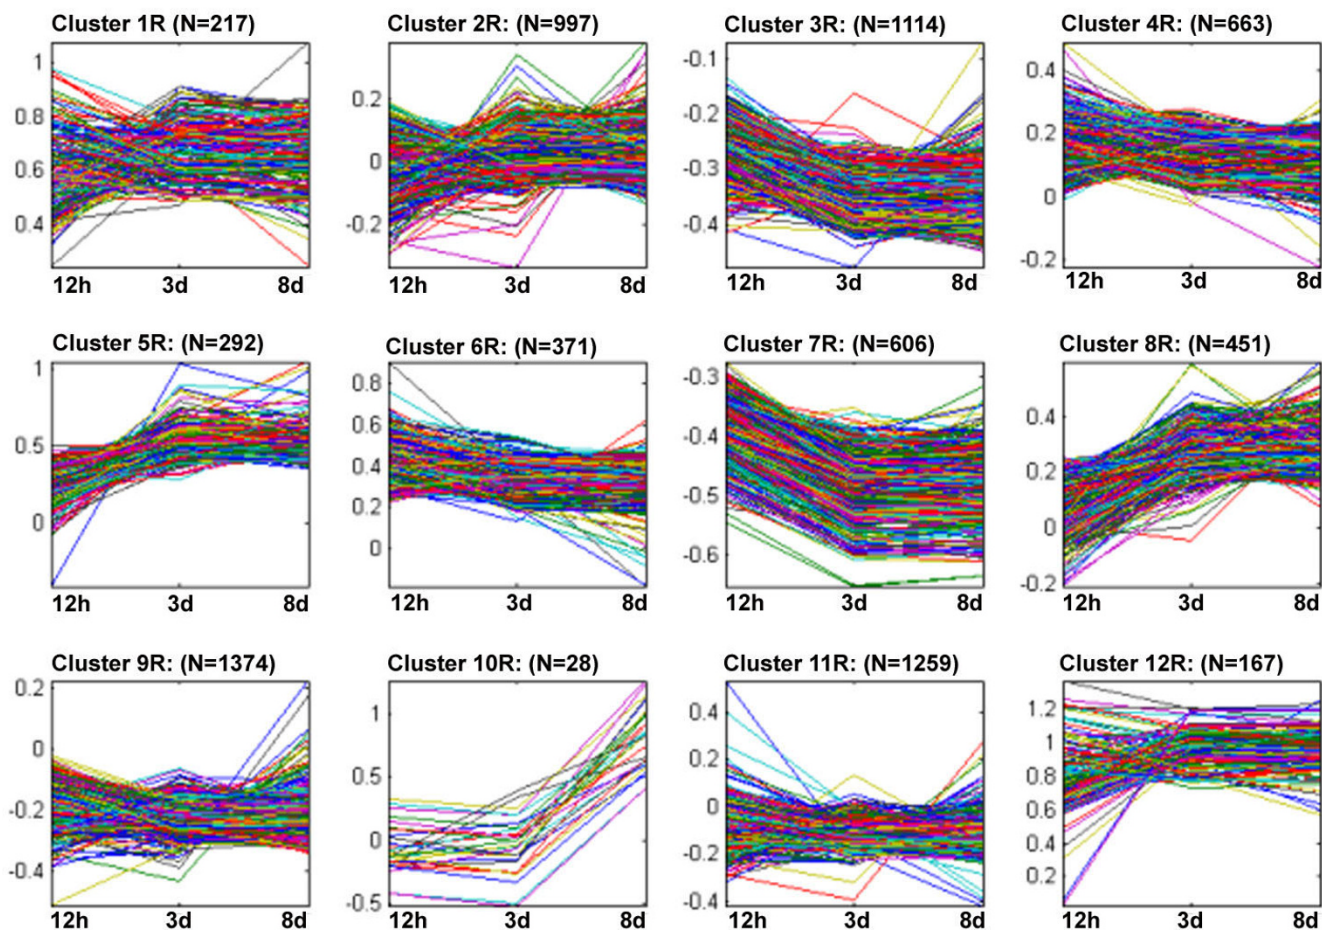 Cluster 1R (N=217)
1
0.8
0.6
0.4
12h 3d 8d
Cluster 2R: (N=997)
0.2
0
-0.2
12h 3d 8d
Cluster 3R: (N=1114)
-0.1
-0.2
-0.3
-0.4
12h 3d 8d
Cluster 4R: (N=663)
0.4
0.2
0
-0.2
12h 3d 8d
Cluster 5R: (N=292)
1
0.5
0
12h 3d 8d
Cluster 6R: (N=371)
0.8
0.6
0.4
0.2
0
12h 3d 8d
Cluster 7R: (N=606)
-0.3
-0.4
-0.5
-0.6
12h 3d 8d
Cluster 8R: (N=451)
0.4
0.2
0
-0.2
12h 3d 8d
Cluster 9R: (N=1374)
0.2
0
-0.2
-0.4
12h 3d 8d
Cluster 10R: (N=28)
1
0.5
0
-0.5
12h 3d 8d
Cluster 11R: (N=1259)
0.4
0.2
0
-0.2
-0.4
12h 3d 8d
Cluster 12R: (N=167)
1.2
1
0.8
0.6
0.4
0.2
12h 3d 8d